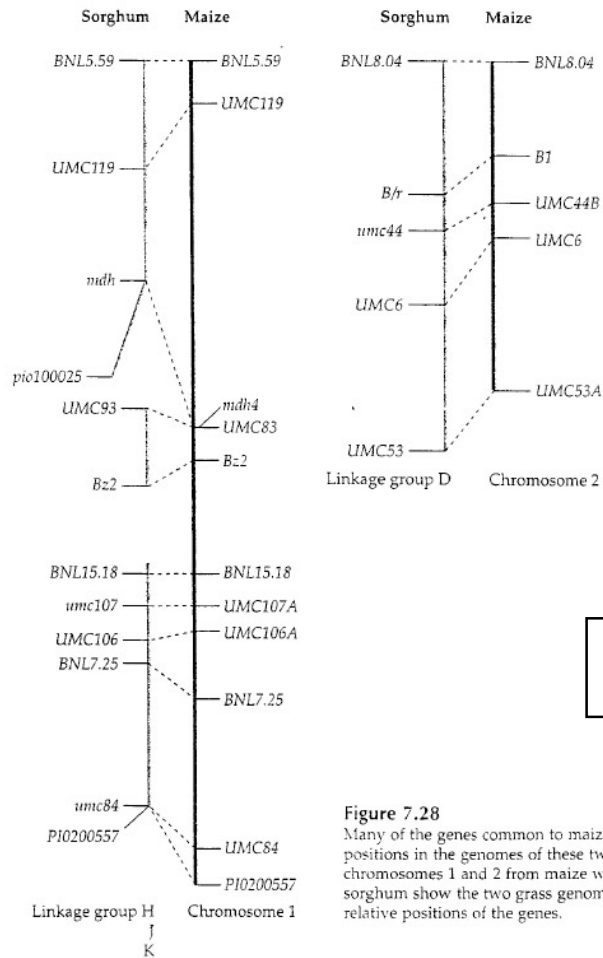 Sorghum Maize
BNL5.59 BNL5.59
UMC119
UMC119
mdh
pio100025
mdh4
UMC93
UMC83
Bz2
Bz2
BNL15.18 BNL15.18
umc107 UMC107A
UMC106 UMC106A
BNL7.25
BNL7.25
umc84
PI0200557
UMC84
PI0200557
Linkage group H Chromosome 1
J
K
Sorghum Maize
BNL8.04 BNL8.04
B1
B/r
UMC44B
umc44
UMC6
UMC6
UMC53A
UMC53
Linkage group D Chromosome 2
Figure 7.28
Many of the genes common to maiz
positions in the genomes of these tw
chromosomes 1 and 2 from maize w
sorghum show the two grass genom
relative positions of the genes.